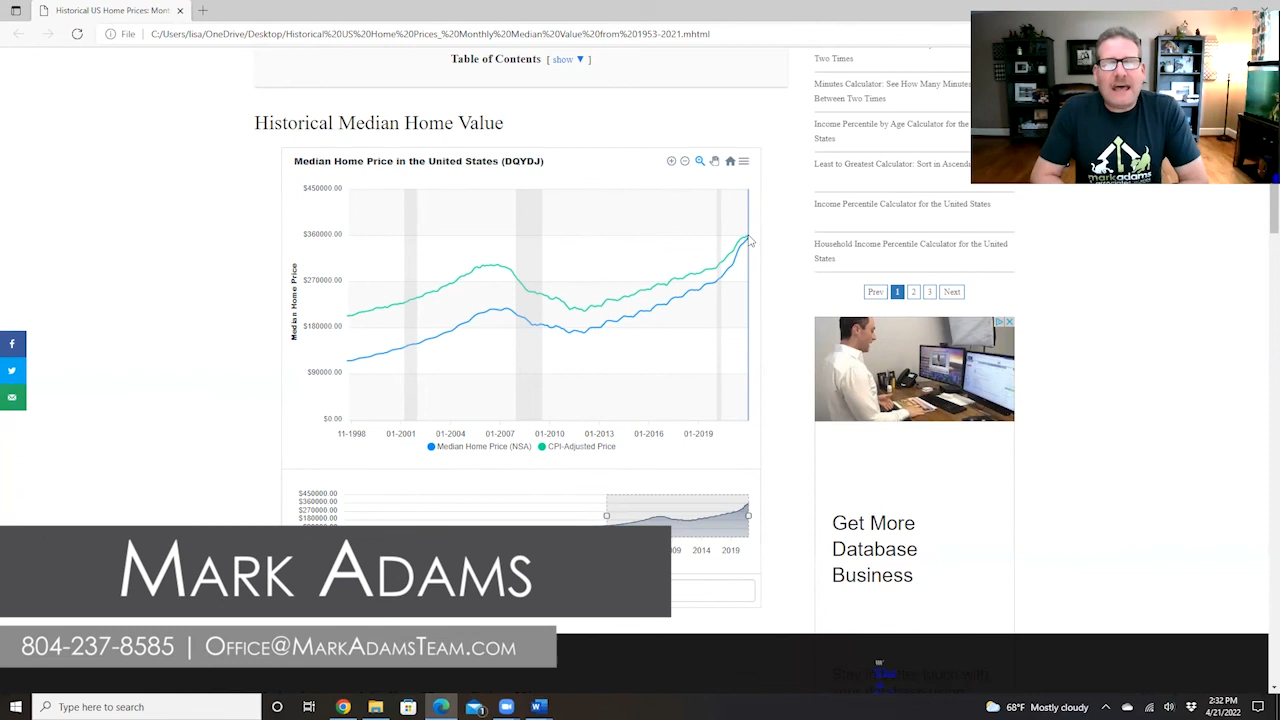 Historical US Home Prices: Mont
File
C:/Users/lisa/OneDrive/Desktop/Historical%20US%20Home%20Prices_%20Monthly%20Median%20Value%20from%201953-2021.mhtml
Table of Contents [ show ▼ ]
Historical Median Home Value
Median Home Price in the United States (DQYDJ)
$450000.00
$360000.00
$270000.00
$180000.00
$90000.00
$0.00
Median Home Price
11-1998 01-2001 01-2004 01-2007 01-2010 01-2013 01-2016 01-2019
Median Home Price (NSA) CPI-Adjusted Price
$450000.00
$360000.00
$270000.00
$180000.00
2014 2019
Two Times
Minutes Calculator: See How Many Minutes
Between Two Times
Income Percentile by Age Calculator for the
States
Least to Greatest Calculator: Sort in Ascendi
Income Percentile Calculator for the United States
Household Income Percentile Calculator for the United
States
Prev 1 2 3 Next
Get More
Database
Business
mark adams
Mark Adams
804-237-8585 | Office@MarkAdamsTeam.com
Type here to search
68°F Mostly cloudy
2:32 PM
4/21/2022